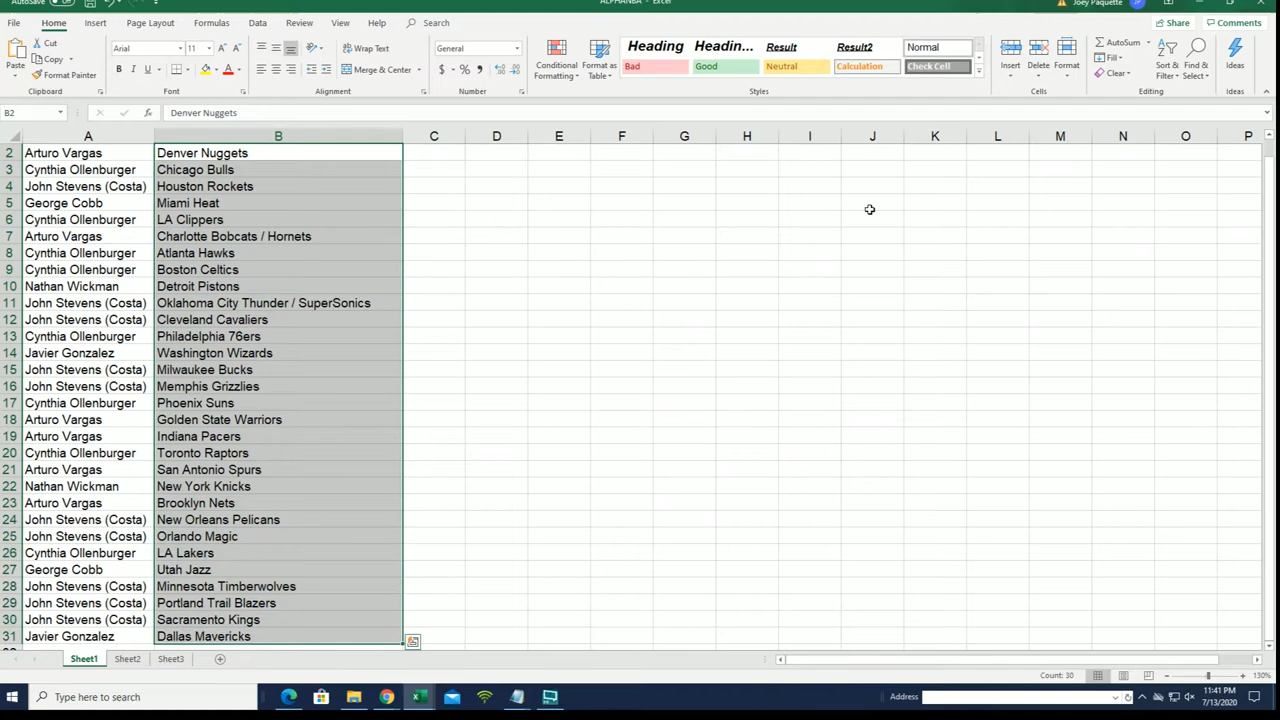 AutoSave Off ALPHANBA - Excel Joey Paquette
File Home Insert Page Layout Formulas Data Review View Help Search Share Comments
Paste Cut Copy Format Painter Clipboard
Arial 11 B I U A Font
Wrap Text Merge & Center Alignment
General $ % , Number
Conditional Formatting Format as Table
Heading Headin... Result Result2 Normal
Bad Good Neutral Calculation Check Cell
Styles
Insert Delete Format Cells
AutoSum Fill Clear Sort & Filter Find & Select Editing
Ideas Ideas
B2 fx Denver Nuggets
A B C D E F G H I J K L M N O P
2 Arturo Vargas Denver Nuggets
3 Cynthia Ollenburger Chicago Bulls
4 John Stevens (Costa) Houston Rockets
5 George Cobb Miami Heat
6 Cynthia Ollenburger LA Clippers
7 Arturo Vargas Charlotte Bobcats / Hornets
8 Cynthia Ollenburger Atlanta Hawks
9 Cynthia Ollenburger Boston Celtics
10 Nathan Wickman Detroit Pistons
11 John Stevens (Costa) Oklahoma City Thunder / SuperSonics
12 John Stevens (Costa) Cleveland Cavaliers
13 Cynthia Ollenburger Philadelphia 76ers
14 Javier Gonzalez Washington Wizards
15 John Stevens (Costa) Milwaukee Bucks
16 John Stevens (Costa) Memphis Grizzlies
17 Cynthia Ollenburger Phoenix Suns
18 Arturo Vargas Golden State Warriors
19 Arturo Vargas Indiana Pacers
20 Cynthia Ollenburger Toronto Raptors
21 Arturo Vargas San Antonio Spurs
22 Nathan Wickman New York Knicks
23 Arturo Vargas Brooklyn Nets
24 John Stevens (Costa) New Orleans Pelicans
25 John Stevens (Costa) Orlando Magic
26 Cynthia Ollenburger LA Lakers
27 George Cobb Utah Jazz
28 John Stevens (Costa) Minnesota Timberwolves
29 John Stevens (Costa) Portland Trail Blazers
30 John Stevens (Costa) Sacramento Kings
31 Javier Gonzalez Dallas Mavericks
Sheet1 Sheet2 Sheet3
Count: 30 130%
Type here to search Address 11:41 PM
7/13/2020